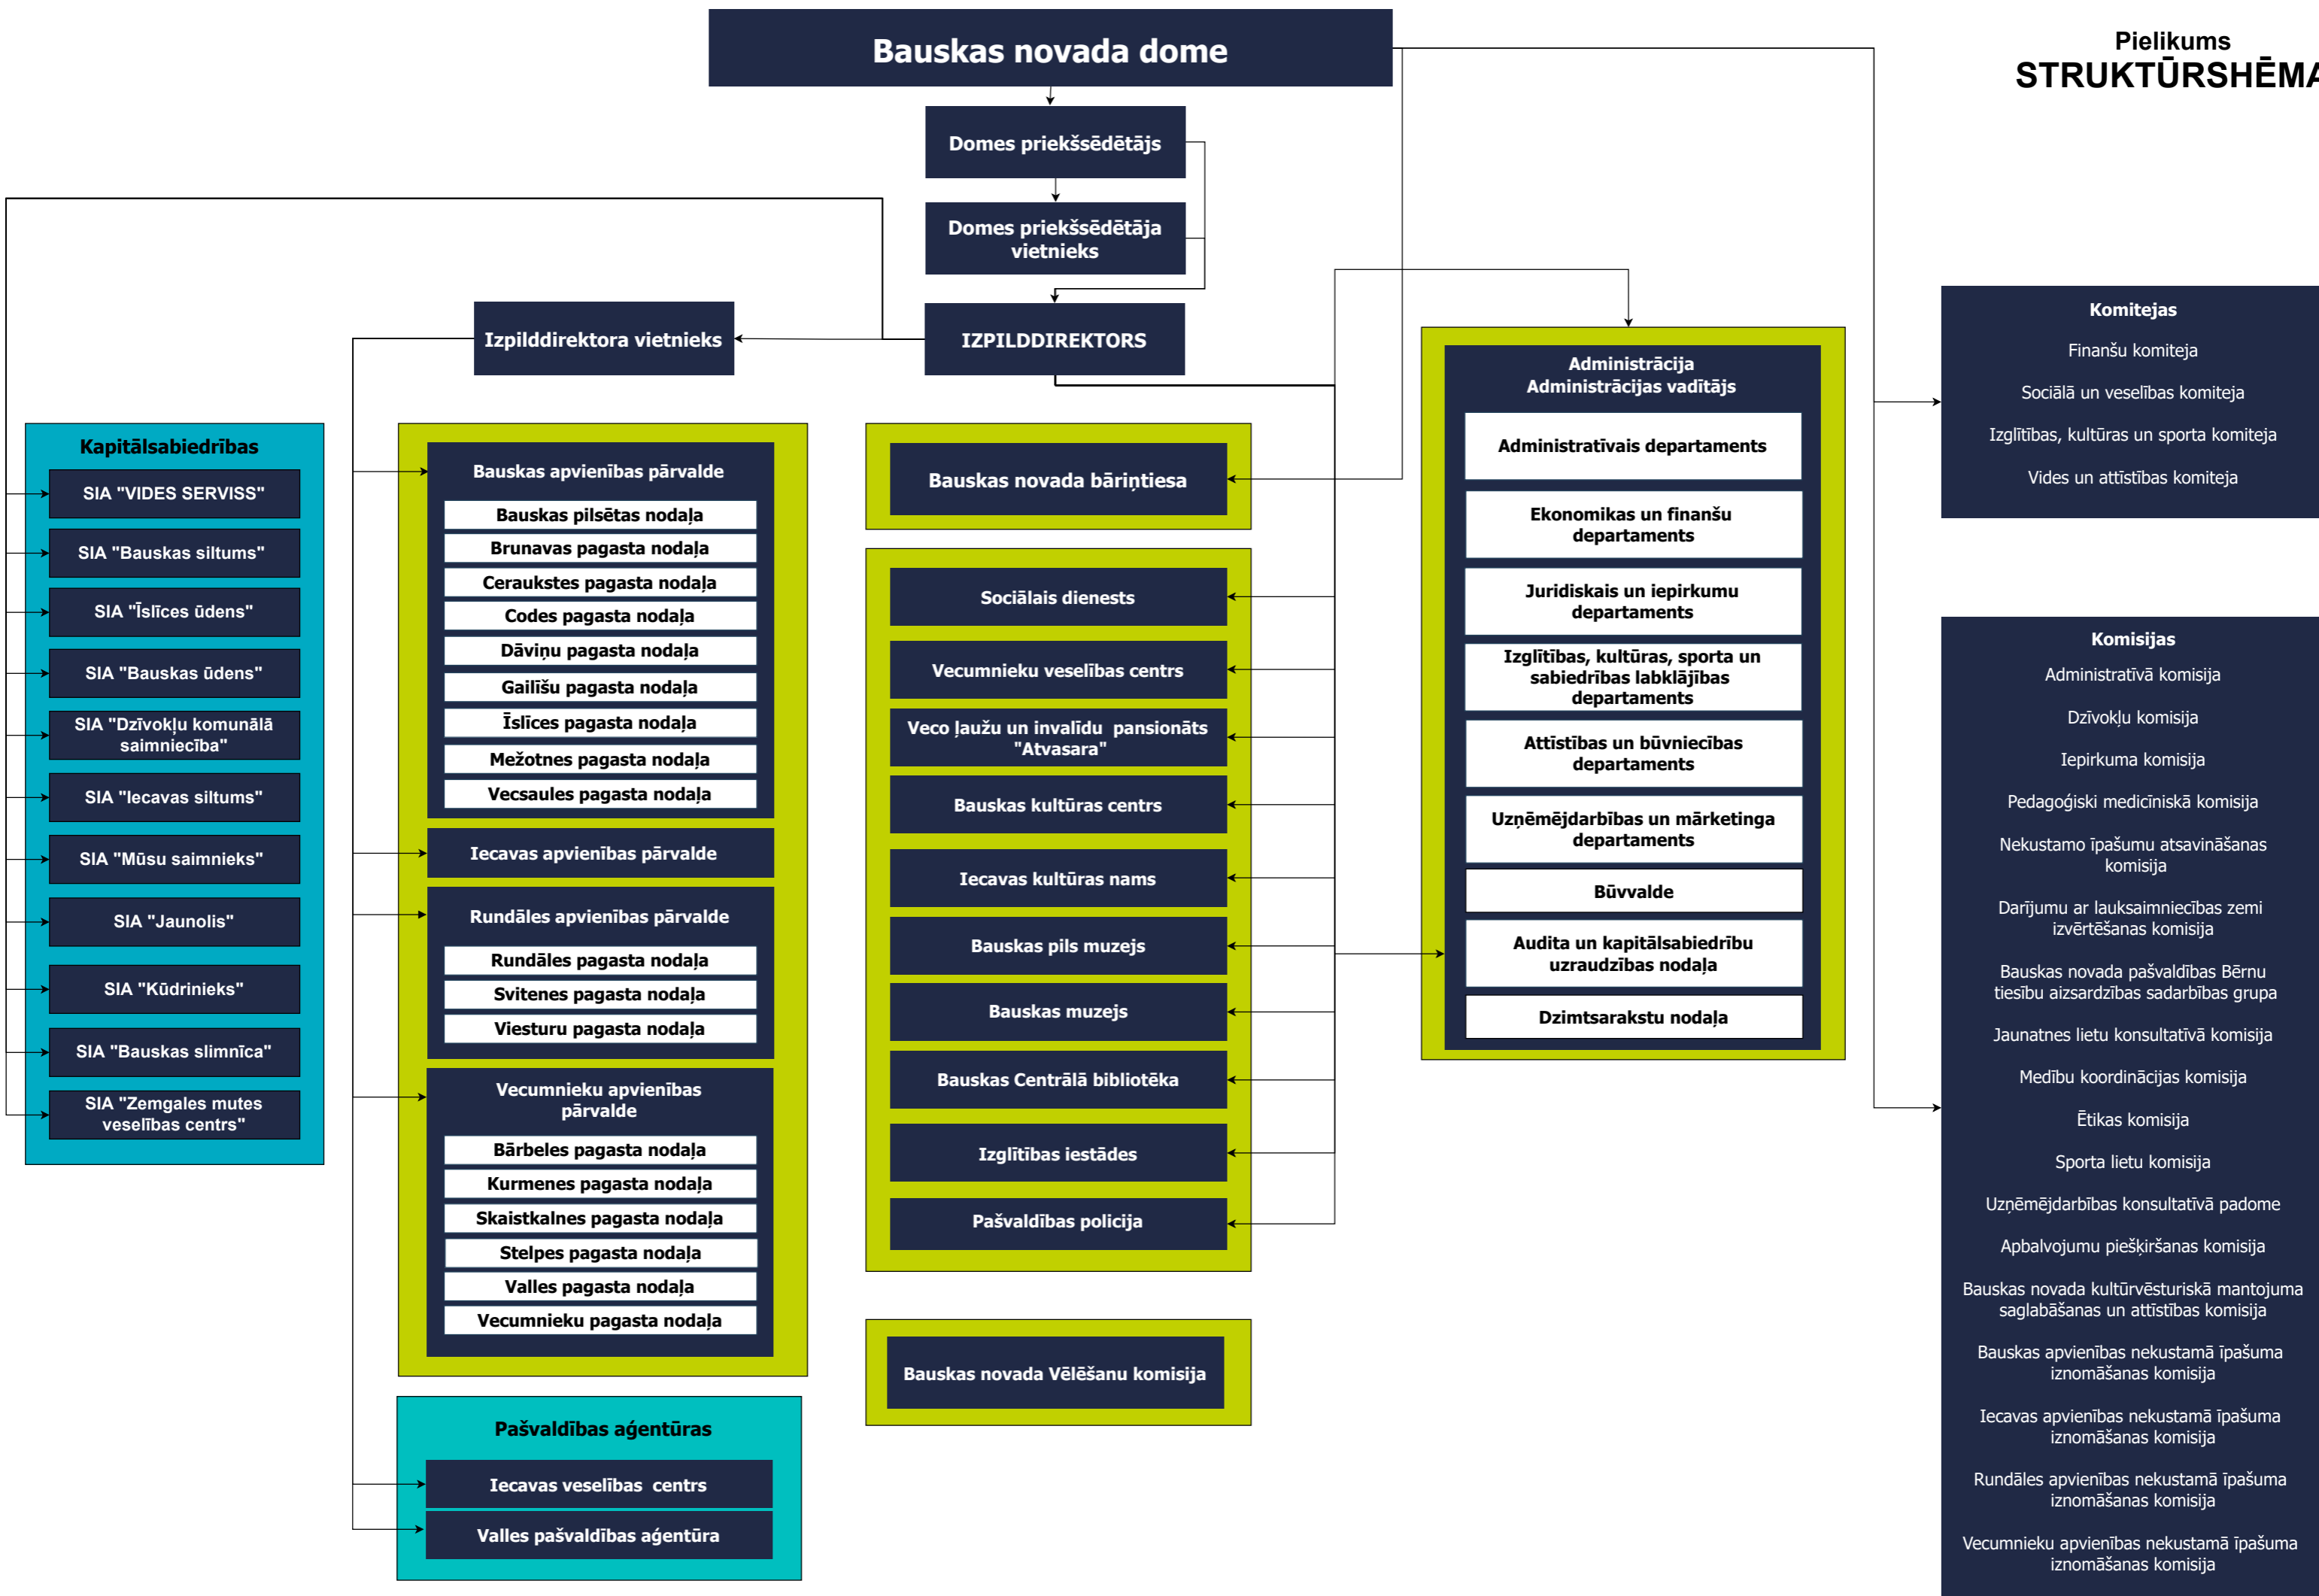 Bauskas novada dome
Pielikums
STRUKTŪRSHĒMA
Domes priekšsēdētājs
Domes priekšsēdētāja
vietnieks
Izpilddirektora vietnieks
IZPILDDIREKTORS
Kapitālsabiedrības
SIA "VIDES SERVISS"
SIA "Bauskas siltums"
SIA "Īslīces ūdens"
SIA "Bauskas ūdens"
SIA "Dzīvokļu komunālā
saimniecība"
SIA "Iecavas siltums"
SIA "Mūsu saimnieks"
SIA "Jaunolis"
SIA "Kūdrinieks"
SIA "Bauskas slimnīca"
SIA "Zemgales mutes
veselības centrs"
Bauskas apvienības pārvalde
Bauskas pilsētas nodaļa
Brunavas pagasta nodaļa
Ceraukstes pagasta nodaļa
Codes pagasta nodaļa
Dāviņu pagasta nodaļa
Gailīšu pagasta nodaļa
Īslīces pagasta nodaļa
Mežotnes pagasta nodaļa
Vecsaules pagasta nodaļa
Iecavas apvienības pārvalde
Rundāles apvienības pārvalde
Rundāles pagasta nodaļa
Svitenes pagasta nodaļa
Viesturu pagasta nodaļa
Vecumnieku apvienības
pārvalde
Bārbeles pagasta nodaļa
Kurmenes pagasta nodaļa
Skaistkalnes pagasta nodaļa
Stelpes pagasta nodaļa
Valles pagasta nodaļa
Vecumnieku pagasta nodaļa
Pašvaldības aģentūras
Iecavas veselības centrs
Valles pašvaldības aģentūra
Bauskas novada bāriņtiesa
Sociālais dienests
Vecumnieku veselības centrs
Veco ļaužu un invalīdu pansionāts
"Atvasara"
Bauskas kultūras centrs
Iecavas kultūras nams
Bauskas pils muzejs
Bauskas muzejs
Bauskas Centrālā bibliotēka
Izglītības iestādes
Pašvaldības policija
Bauskas novada Vēlēšanu komisija
Administrācija
Administrācijas vadītājs
Administratīvais departaments
Ekonomikas un finanšu
departaments
Juridiskais un iepirkumu
departaments
Izglītības, kultūras, sporta un
sabiedrības labklājības
departaments
Attīstības un būvniecības
departaments
Uzņēmējdarbības un mārketinga
departaments
Būvvalde
Audita un kapitālsabiedrību
uzraudzības nodaļa
Dzimtsarakstu nodaļa
Komitejas
Finanšu komiteja
Sociālā un veselības komiteja
Izglītības, kultūras un sporta komiteja
Vides un attīstības komiteja
Komisijas
Administratīvā komisija
Dzīvokļu komisija
Iepirkuma komisija
Pedagoģiski medicīniskā komisija
Nekustamo īpašumu atsavināšanas
komisija
Darījumu ar lauksaimniecības zemi
izvērtēšanas komisija
Bauskas novada pašvaldības Bērnu
tiesību aizsardzības sadarbības grupa
Jaunatnes lietu konsultatīvā komisija
Medību koordinācijas komisija
Ētikas komisija
Sporta lietu komisija
Uzņēmējdarbības konsultatīvā padome
Apbalvojumu piešķiršanas komisija
Bauskas novada kultūrvēsturiskā mantojuma
saglabāšanas un attīstības komisija
Bauskas apvienības nekustamā īpašuma
iznomāšanas komisija
Iecavas apvienības nekustamā īpašuma
iznomāšanas komisija
Rundāles apvienības nekustamā īpašuma
iznomāšanas komisija
Vecumnieku apvienības nekustamā īpašuma
iznomāšanas komisija